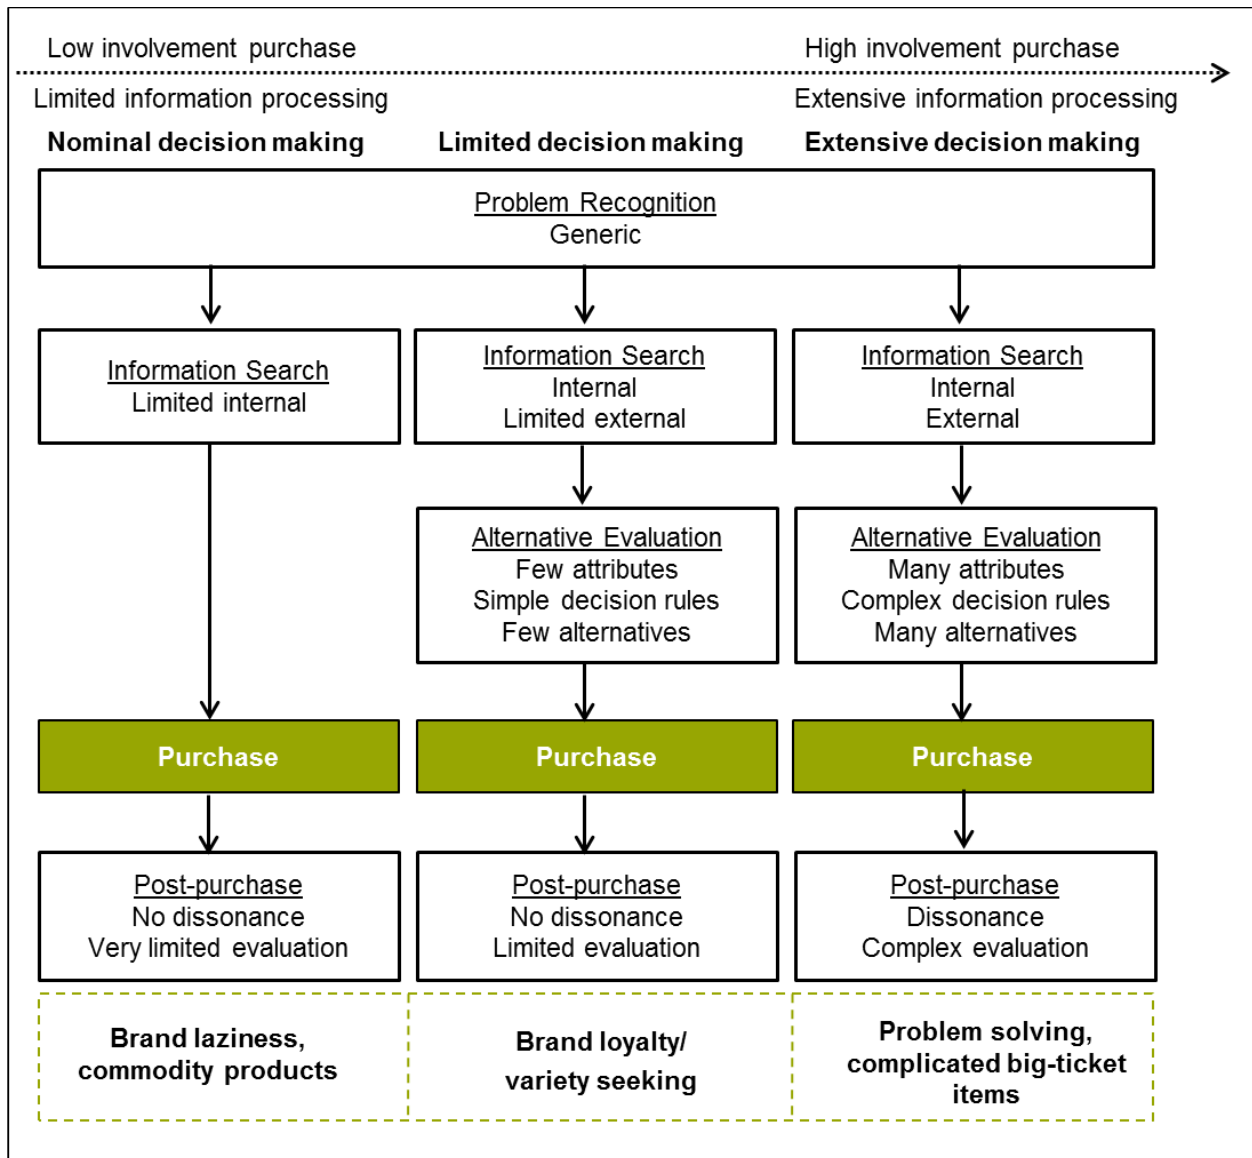 Low involvement purchase
High involvement purchase
Limited information processing
Extensive information processing
Nominal decision making
Limited decision making
Extensive decision making
Problem Recognition
Generic
Information Search
Limited internal
Information Search
Internal
Limited external
Information Search
Internal
External
Alternative Evaluation
Few attributes
Simple decision rules
Few alternatives
Alternative Evaluation
Many attributes
Complex decision rules
Many alternatives
Purchase
Purchase
Purchase
Post-purchase
No dissonance
Very limited evaluation
Post-purchase
No dissonance
Limited evaluation
Post-purchase
Dissonance
Complex evaluation
Brand laziness,
commodity products
Brand loyalty/
variety seeking
Problem solving,
complicated big-ticket
items